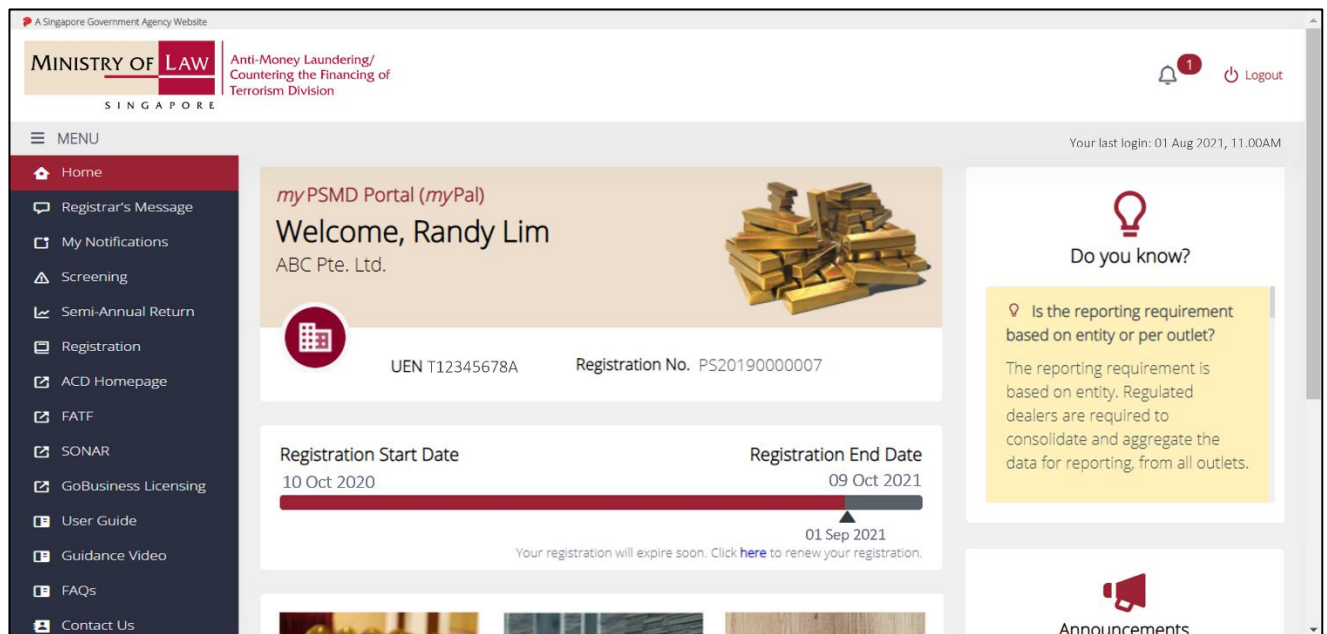 A Singapore Government Agency Website
MINISTRY OF LAW
SINGAPORE
Anti-Money Laundering/
Countering the Financing of
Terrorism Division
1
Logout
MENU
Your last login: 01 Aug 2021, 11.00AM
Home
Registrar's Message
My Notifications
Screening
Semi-Annual Return
Registration
ACD Homepage
FATF
SONAR
GoBusiness Licensing
User Guide
Guidance Video
FAQs
Contact Us
myPSMD Portal (myPal)
Welcome, Randy Lim
ABC Pte. Ltd.
UEN T12345678A
Registration No. PS20190000007
Registration Start Date
Registration End Date
10 Oct 2020
09 Oct 2021
01 Sep 2021
Your registration will expire soon. Click here to renew your registration.
Do you know?
Is the reporting requirement
based on entity or per outlet?
The reporting requirement is
based on entity. Regulated
dealers are required to
consolidate and aggregate the
data for reporting, from all outlets.
Announcements